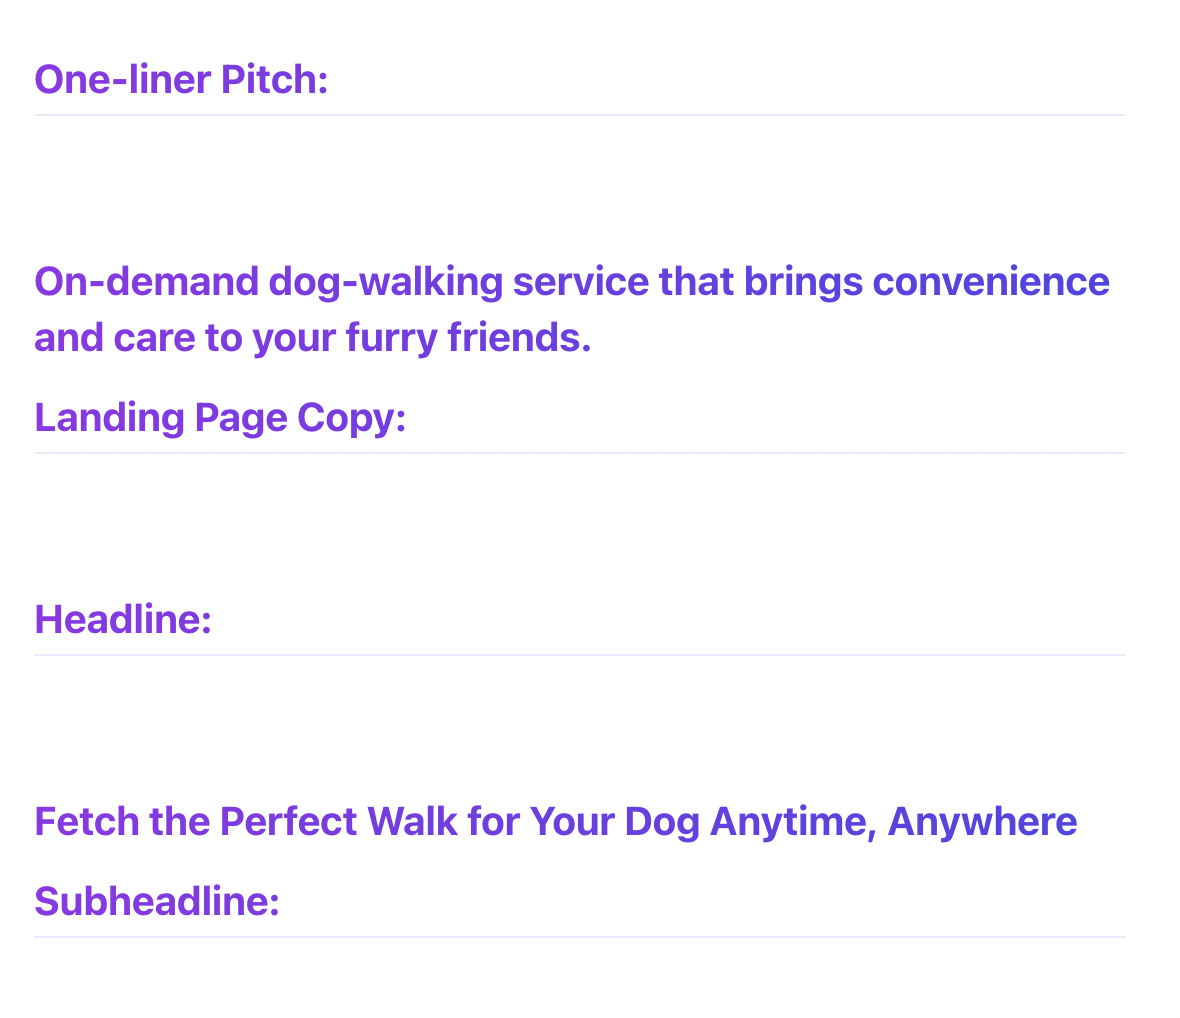 One-liner Pitch:
On-demand dog-walking service that brings convenience
and care to your furry friends.
Landing Page Copy:
Headline:
Fetch the Perfect Walk for Your Dog Anytime, Anywhere
Subheadline: